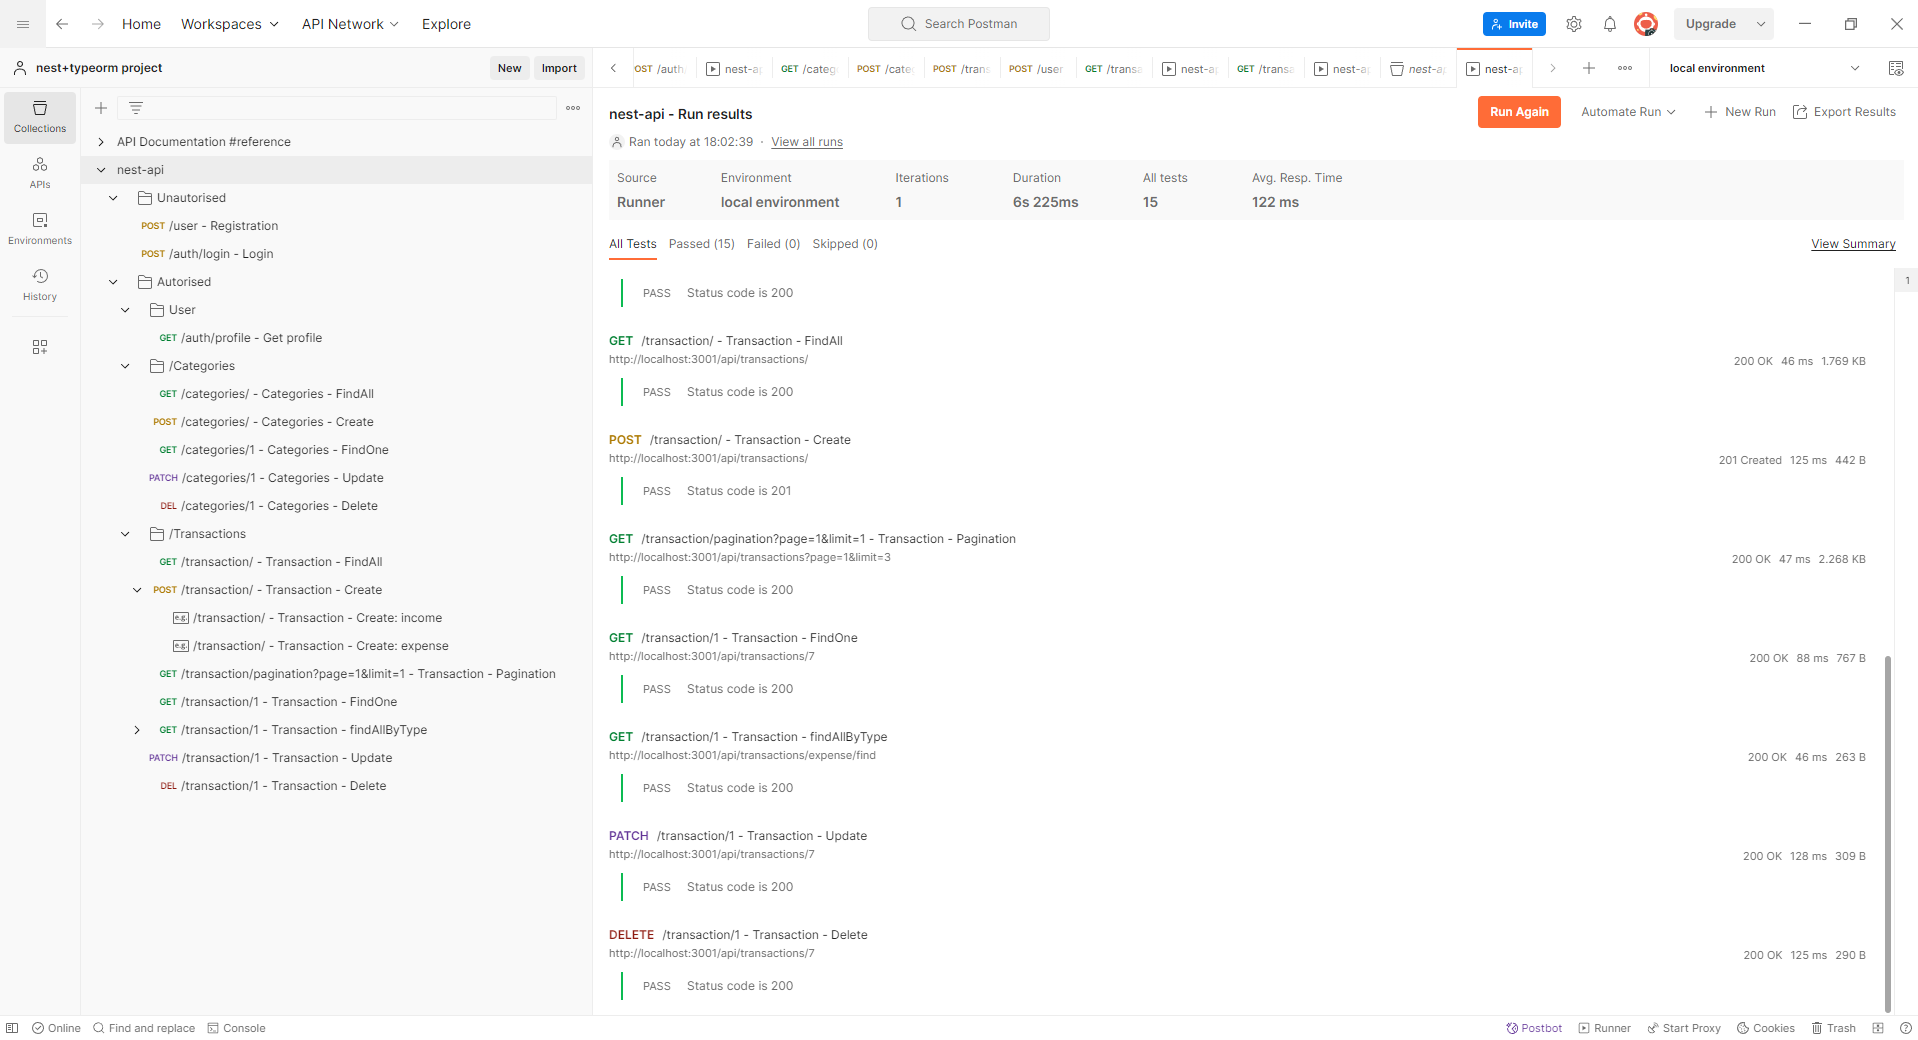 Home Workspaces API Network Explore Search Postman Invite Upgrade
nest+typeorm project New Import
POST nest- GET POST POST /trans POST /user GET nest- GET nest- nest- nest- local environment
Collections
APIs
Environments
History
API Documentation #reference
nest-api
Unautorised
POST /user - Registration
POST /auth/login - Login
Autorised
User
GET /auth/profile - Get profile
/Categories
GET /categories/ - Categories - FindAll
POST /categories/ - Categories - Create
GET /categories/1 - Categories - FindOne
PATCH /categories/1 - Categories - Update
DEL /categories/1 - Categories - Delete
/Transactions
GET /transaction/ - Transaction - FindAll
POST /transaction/ - Transaction - Create
e.g. /transaction/ - Transaction - Create: income
e.g. /transaction/ - Transaction - Create: expense
GET /transaction/pagination?page=1&limit=1 - Transaction - Pagination
GET /transaction/1 - Transaction - FindOne
GET /transaction/1 - Transaction - findAllByType
PATCH /transaction/1 - Transaction - Update
DEL /transaction/1 - Transaction - Delete
nest-api - Run results
Run Again Automate Run New Run Export Results
Ran today at 18:02:39 · View all runs
Source Environment Iterations Duration All tests Avg. Resp. Time
Runner local environment 1 6s 225ms 15 122 ms
All Tests Passed (15) Failed (0) Skipped (0) View Summary
1
PASS Status code is 200
GET /transaction/ - Transaction - FindAll
http://localhost:3001/api/transactions/
200 OK 46 ms 1.769 KB
PASS Status code is 200
POST /transaction/ - Transaction - Create
http://localhost:3001/api/transactions/
201 Created 125 ms 442 B
PASS Status code is 201
GET /transaction/pagination?page=1&limit=1 - Transaction - Pagination
http://localhost:3001/api/transactions?page=1&limit=3
200 OK 47 ms 2.268 KB
PASS Status code is 200
GET /transaction/1 - Transaction - FindOne
http://localhost:3001/api/transactions/7
200 OK 88 ms 767 B
PASS Status code is 200
GET /transaction/1 - Transaction - findAllByType
http://localhost:3001/api/transactions/expense/find
200 OK 46 ms 263 B
PASS Status code is 200
PATCH /transaction/1 - Transaction - Update
http://localhost:3001/api/transactions/7
200 OK 128 ms 309 B
PASS Status code is 200
DELETE /transaction/1 - Transaction - Delete
http://localhost:3001/api/transactions/7
200 OK 125 ms 290 B
PASS Status code is 200
Online Find and replace Console Postbot Runner Start Proxy Cookies Trash